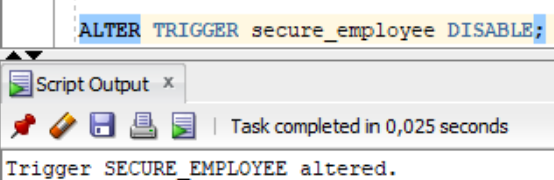 ALTER TRIGGER secure_employee DISABLE;
Script Output x
Task completed in 0,025 seconds
Trigger SECURE_EMPLOYEE altered.